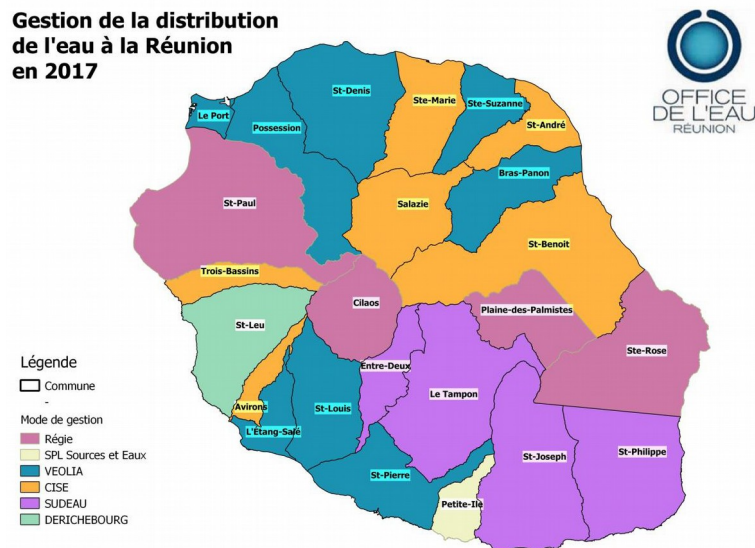 Gestion de la distribution
de l'eau à la Réunion
en 2017
OFFICE
DE L'EAU
RÉUNION
St-Denis
Ste-Marie
Ste-Suzanne
Le Port
Possession
St-André
Bras-Panon
St-Paul
Salazie
St-Benoit
Trois-Bassins
Cilaos
Plaine-des-Palmistes
St-Leu
Ste-Rose
Entre-Deux
Le Tampon
Avirons
St-Louis
L'Étang-Salé
St-Joseph
St-Philippe
St-Pierre
Petite-Ile
Légende
Commune
-
Mode de gestion
Régie
SPL Sources et Eaux
VEOLIA
CISE
SUDEAU
DERICHEBOURG